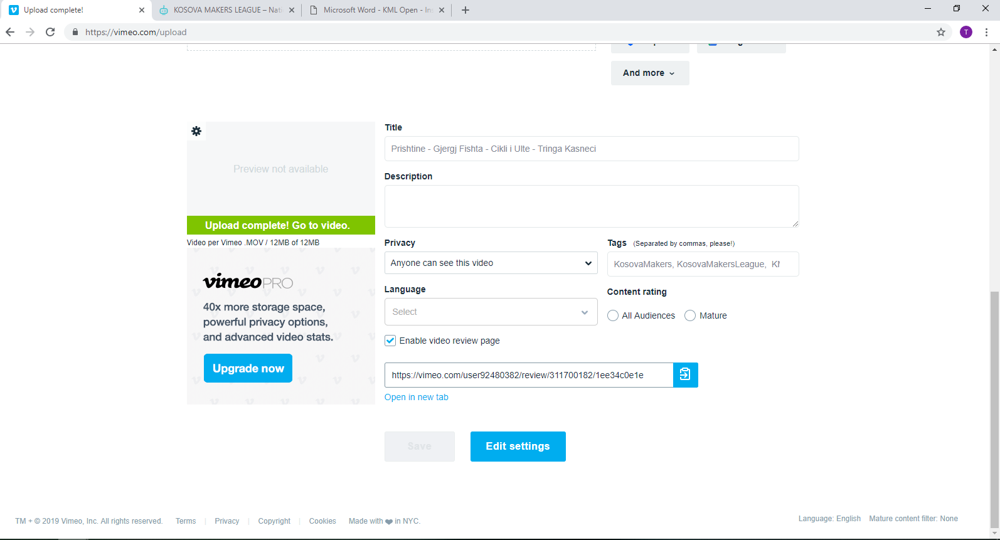 Upload complete!
KOSOVA MAKERS LEAGUE – Nati
Microsoft Word - KML Open - Ins
https://vimeo.com/upload
T
And more
Title
Prishtine - Gjergj Fishta - Cikli i Ulte - Tringa Kasneci
Preview not available
Description
Upload complete! Go to video.
Video per Vimeo .MOV / 12MB of 12MB
Privacy
Tags (Separated by commas, please!)
Anyone can see this video
KosovaMakers, KosovaMakersLeague,
vimeo PRO
Language
Content rating
40x more storage space,
powerful privacy options,
and advanced video stats.
Select
All Audiences
Mature
Enable video review page
Upgrade now
https://vimeo.com/user92480382/review/311700182/1ee34c0e1e
Open in new tab
Save
Edit settings
TM + © 2019 Vimeo, Inc. All rights reserved. Terms | Privacy | Copyright | Cookies Made with ❤ in NYC.
Language: English Mature content filter: None